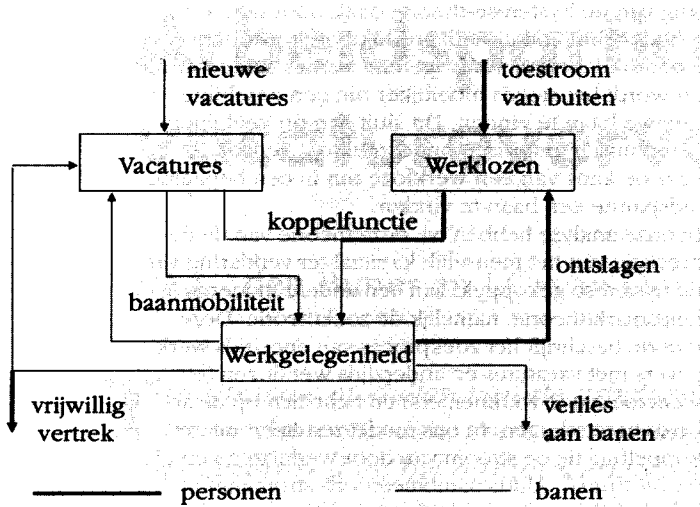 nieuwe
vacatures
toestroom
van buiten
Vacatures
Werklozen
koppelfunctie
ontslagen
baanmobiliteit
Werkgelegenheid
vrijwillig
vertrek
verlies
aan banen
personen
banen